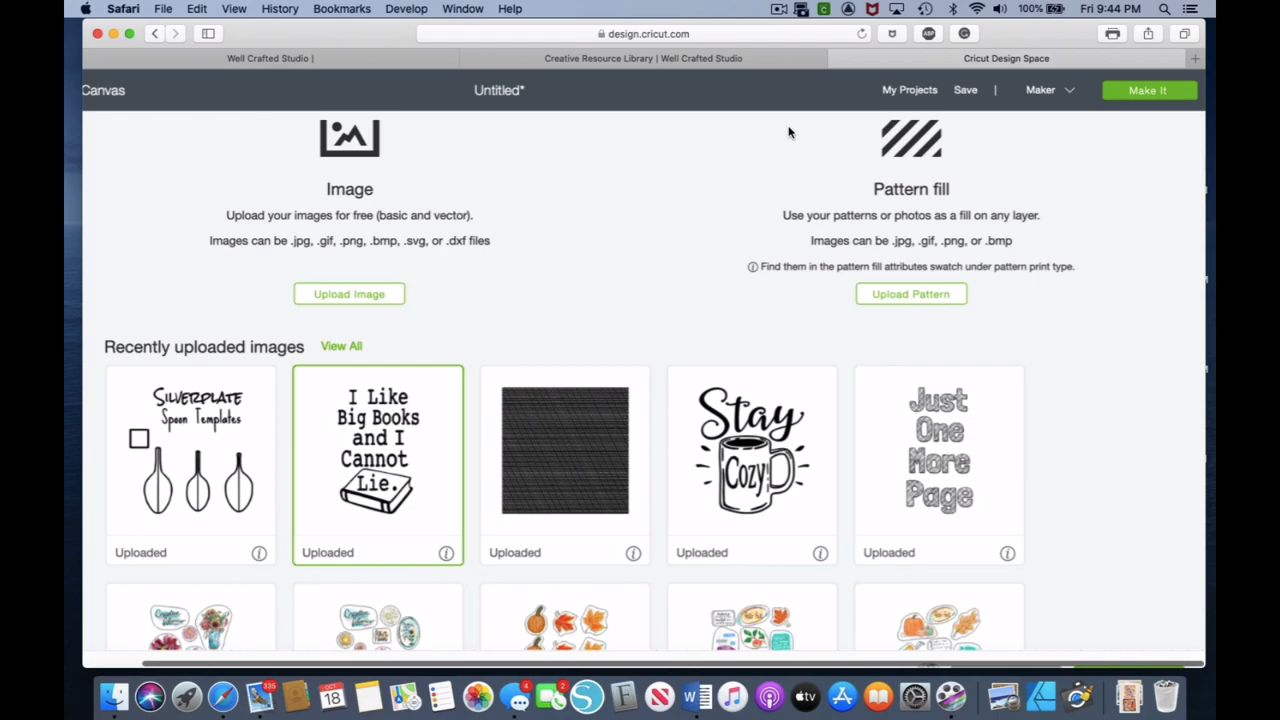 Safari File Edit View History Bookmarks Develop Window Help 100% Fri 9:44 PM
design.cricut.com
Well Crafted Studio | Creative Resource Library | Well Crafted Studio Cricut Design Space
Canvas Untitled* My Projects Save | Maker Make It
Image Pattern fill
Upload your images for free (basic and vector). Use your patterns or photos as a fill on any layer.
Images can be .jpg, .gif, .png, .bmp, .svg, or .dxf files Images can be .jpg, .gif, .png, or .bmp
Find them in the pattern fill attributes swatch under pattern print type.
Upload Image Upload Pattern
Recently uploaded images View All
SILVERPLATE
Spoon Templates
I Like
Big Books
and I
Cannot
Lie.
Stay
Cozy
Just
One
More
Page
Uploaded Uploaded Uploaded Uploaded Uploaded
335 OCT 18 4 2 tv